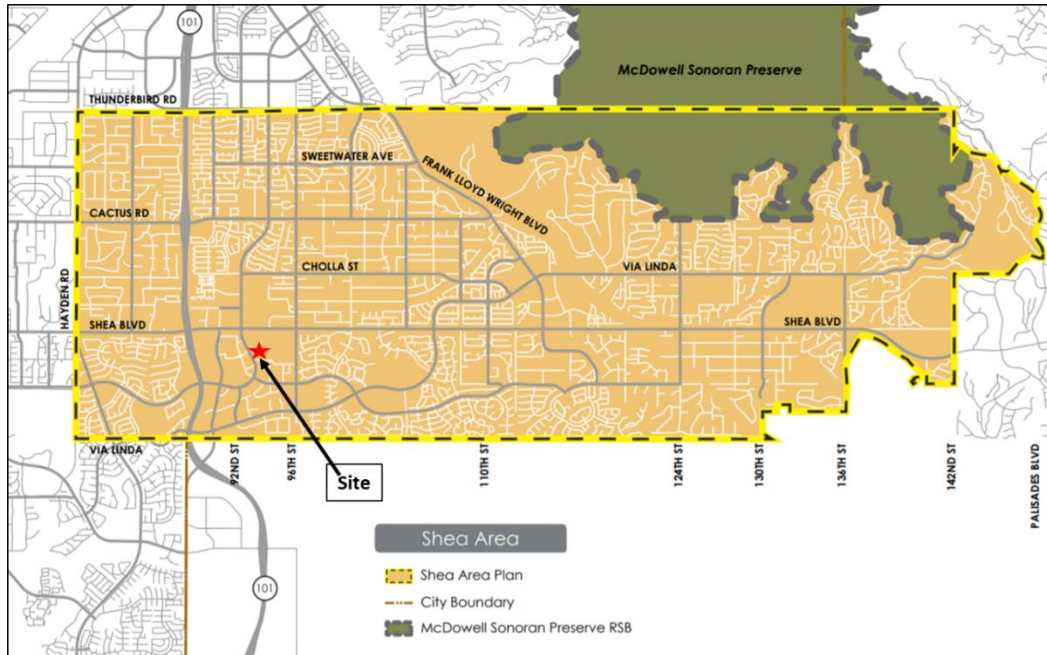 101
McDowell Sonoran Preserve
THUNDERBIRD RD
SWEETWATER AVE
FRANK LLOYD WRIGHT BLVD
CACTUS RD
CHOLLA ST
VIA LINDA
HAYDEN RD
SHEA BLVD
SHEA BLVD
VIA LINDA
92ND ST
96TH ST
110TH ST
124TH ST
130TH ST
136TH ST
142ND ST
PALISADES BLVD
Site
101
Shea Area
Shea Area Plan
City Boundary
McDowell Sonoran Preserve RSB